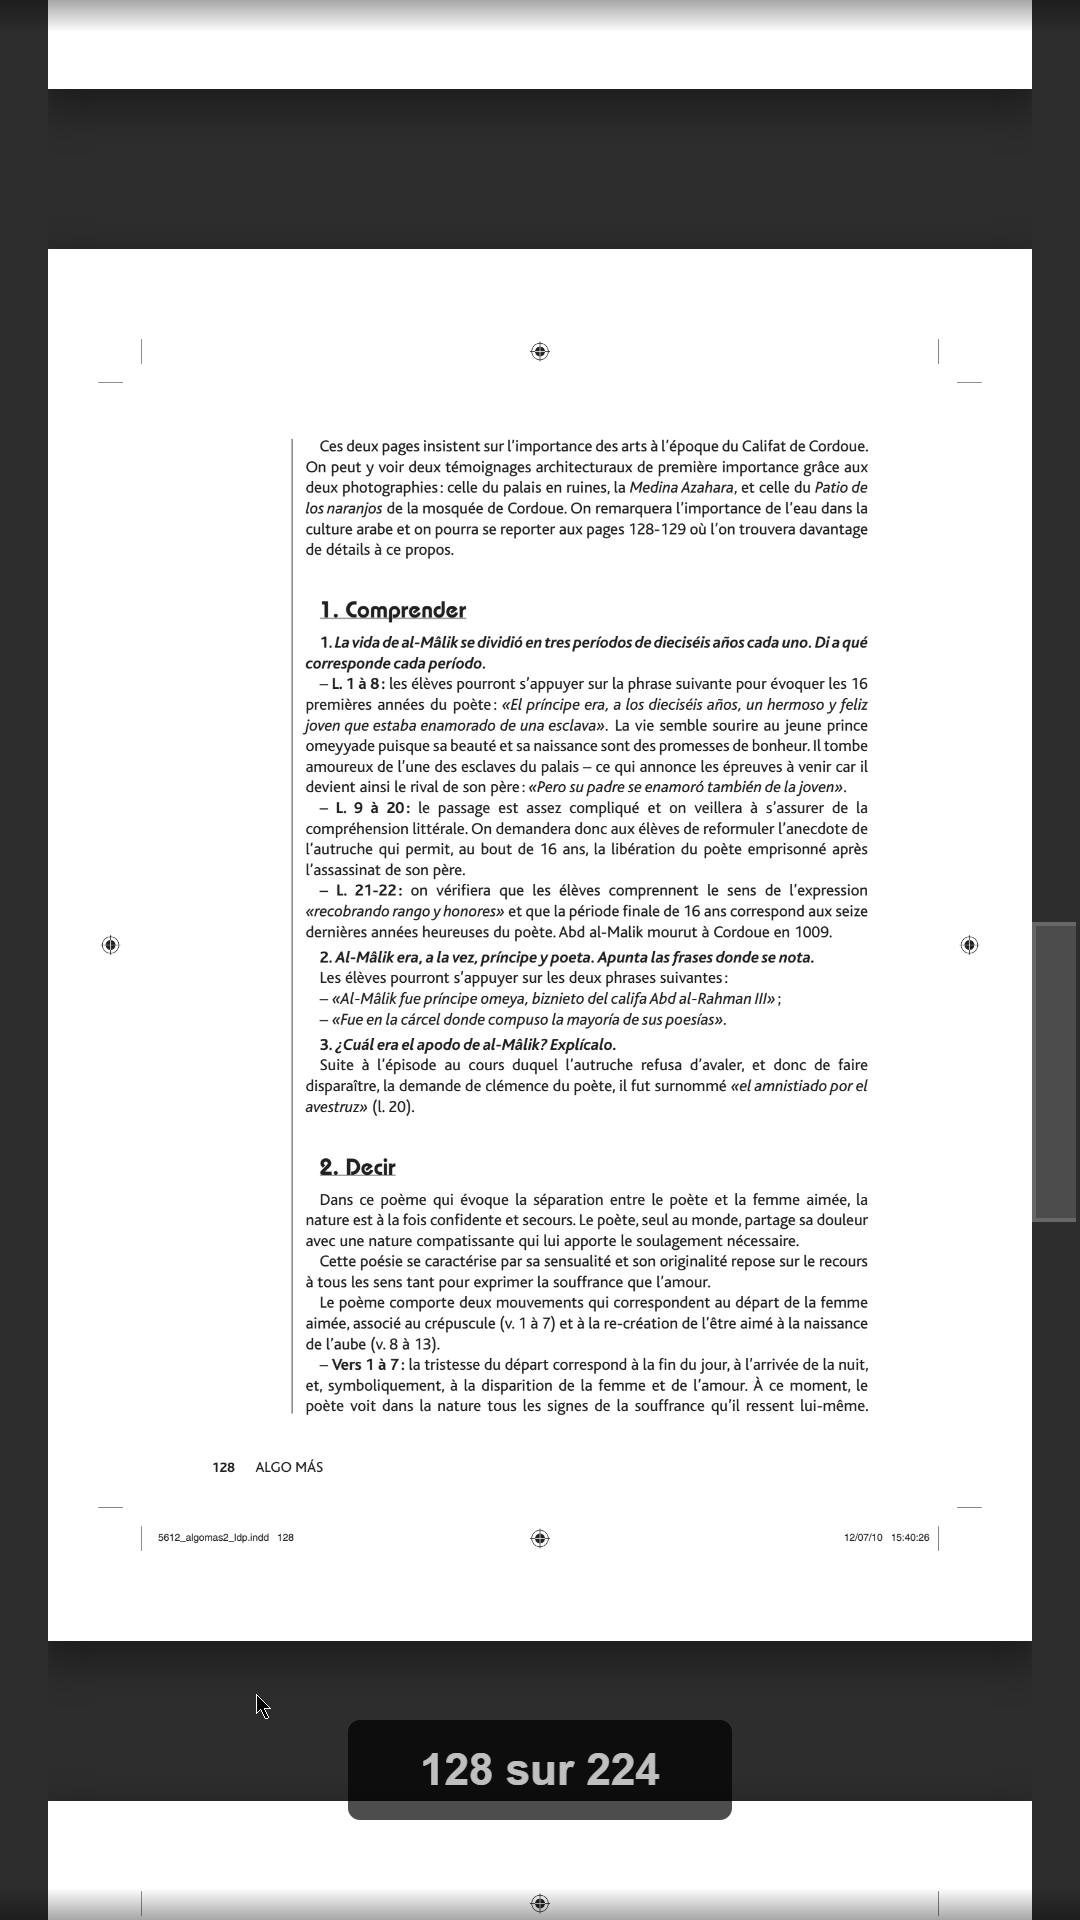 Ces deux pages insistent sur l’importance des arts à l’époque du Califat de Cordoue.
On peut y voir deux témoignages architecturaux de première importance grâce aux
deux photographies : celle du palais en ruines, la Medina Azahara, et celle du Patio de
los naranjos de la mosquée de Cordoue. On remarquera l’importance de l’eau dans la
culture arabe et on pourra se reporter aux pages 128-129 où l’on trouvera davantage
de détails à ce propos.
1. Comprender
1. La vida de al-Mâlik se dividió en tres períodos de dieciséis años cada uno. Di a qué
corresponde cada período.
– L. 1 à 8 : les élèves pourront s’appuyer sur la phrase suivante pour évoquer les 16
premières années du poète : «El príncipe era, a los dieciséis años, un hermoso y feliz
joven que estaba enamorado de una esclava». La vie semble sourire au jeune prince
omeyyade puisque sa beauté et sa naissance sont des promesses de bonheur. Il tombe
amoureux de l’une des esclaves du palais – ce qui annonce les épreuves à venir car il
devient ainsi le rival de son père : «Pero su padre se enamoró también de la joven».
– L. 9 à 20 : le passage est assez compliqué et on veillera à s’assurer de la
compréhension littérale. On demandera donc aux élèves de reformuler l’anecdote de
l’autruche qui permit, au bout de 16 ans, la libération du poète emprisonné après
l’assassinat de son père.
– L. 21-22 : on vérifiera que les élèves comprennent le sens de l’expression
«recobrando rango y honores» et que la période finale de 16 ans correspond aux seize
dernières années heureuses du poète. Abd al-Malik mourut à Cordoue en 1009.
2. Al-Mâlik era, a la vez, príncipe y poeta. Apunta las frases donde se nota.
Les élèves pourront s’appuyer sur les deux phrases suivantes :
– «Al-Mâlik fue príncipe omeya, biznieto del califa Abd al-Rahman III» ;
– «Fue en la cárcel donde compuso la mayoría de sus poesías».
3. ¿Cuál era el apodo de al-Mâlik? Explícalo.
Suite à l’épisode au cours duquel l’autruche refusa d’avaler, et donc de faire
disparaître, la demande de clémence du poète, il fut surnommé «el amnistiado por el
avestruz» (l. 20).
2. Decir
Dans ce poème qui évoque la séparation entre le poète et la femme aimée, la
nature est à la fois confidente et secours. Le poète, seul au monde, partage sa douleur
avec une nature compatissante qui lui apporte le soulagement nécessaire.
Cette poésie se caractérise par sa sensualité et son originalité repose sur le recours
à tous les sens tant pour exprimer la souffrance que l’amour.
Le poème comporte deux mouvements qui correspondent au départ de la femme
aimée, associé au crépuscule (v. 1 à 7) et à la re-création de l’être aimé à la naissance
de l’aube (v. 8 à 13).
– Vers 1 à 7 : la tristesse du départ correspond à la fin du jour, à l’arrivée de la nuit,
et, symboliquement, à la disparition de la femme et de l’amour. À ce moment, le
poète voit dans la nature tous les signes de la souffrance qu’il ressent lui-même.
128 ALGO MÁS
5612_algomas2_ldp.indd 128 12/07/10 15:40:26
128 sur 224